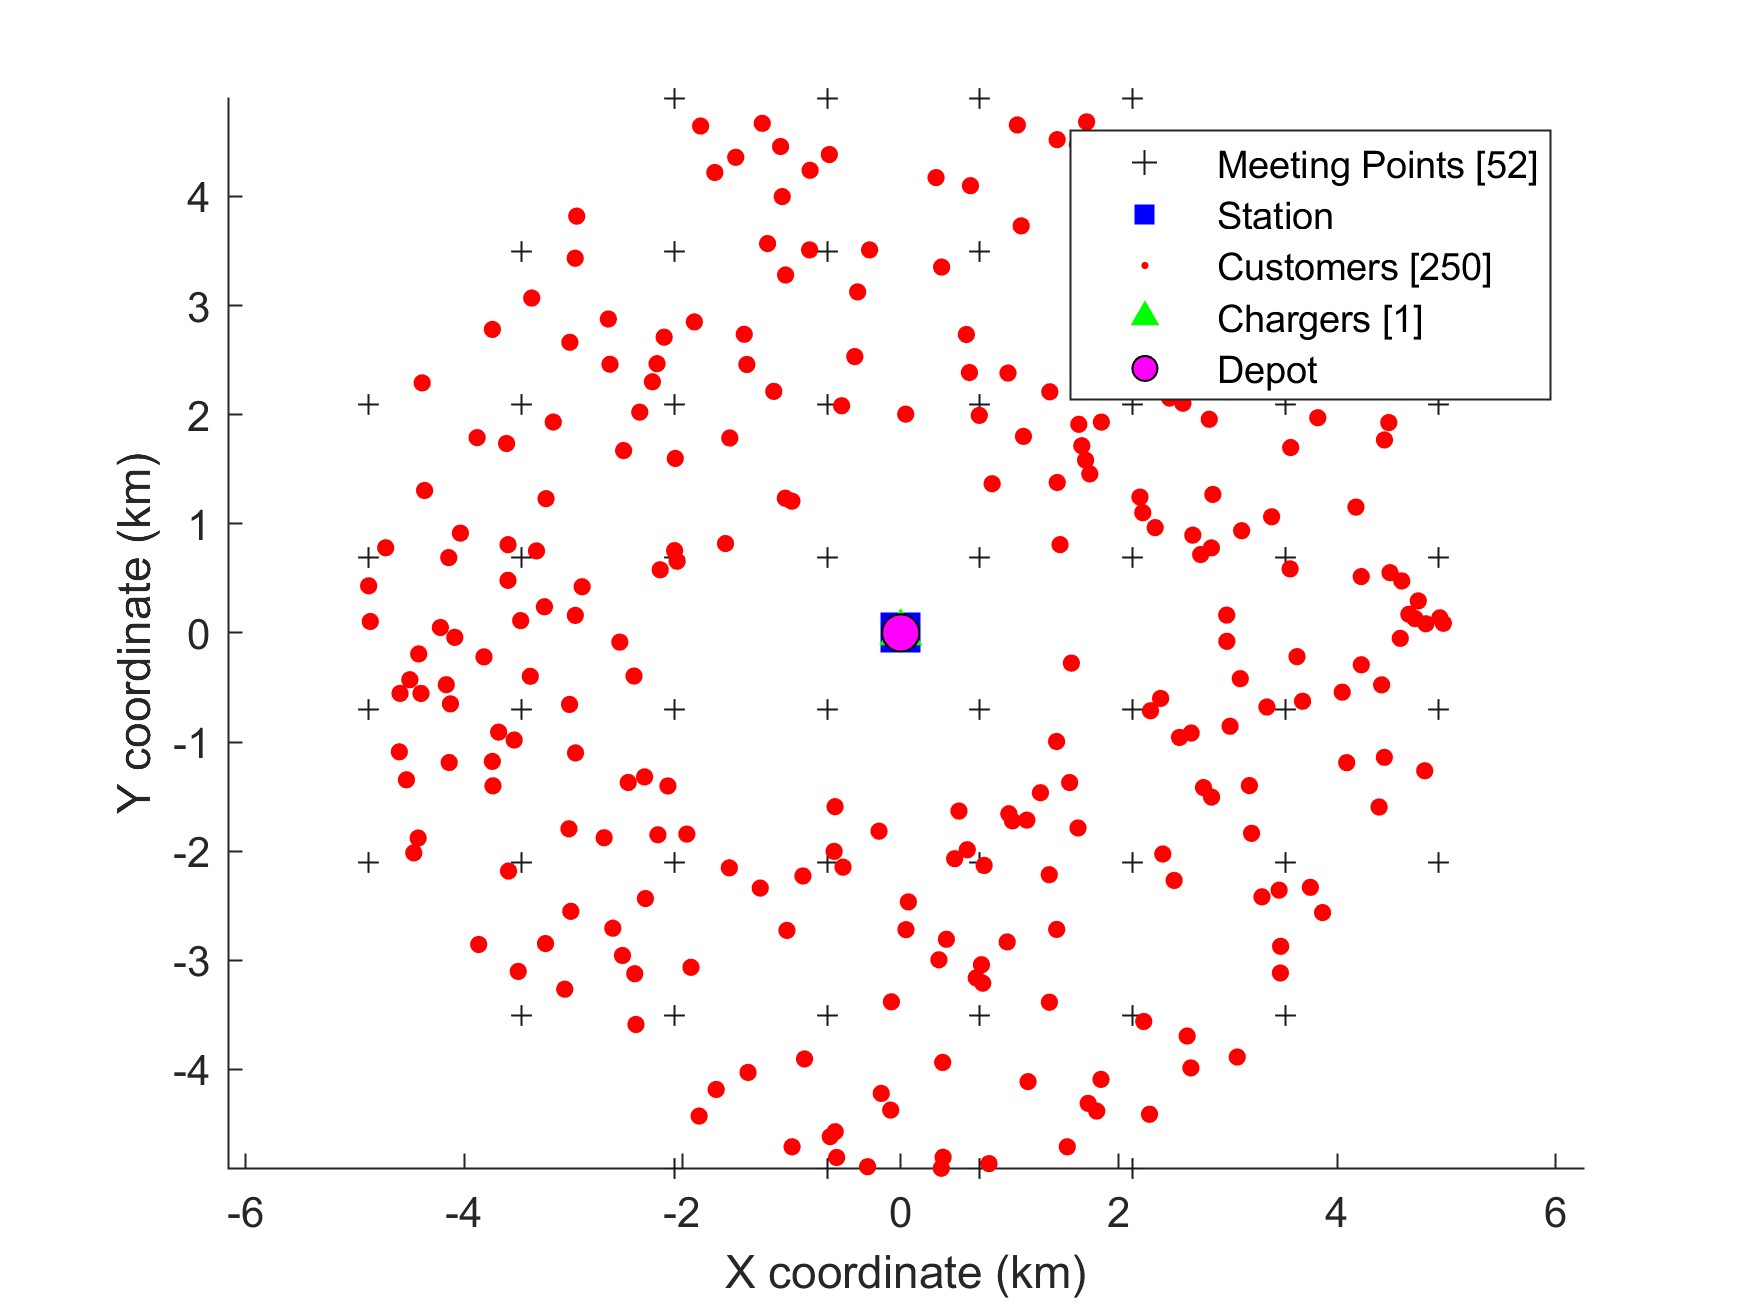 Meeting Points [52]
Station
Customers [250]
Chargers [1]
Depot
4
3
2
1
0
-1
-2
-3
-4
Y coordinate (km)
-6 -4 -2 0 2 4 6
X coordinate (km)